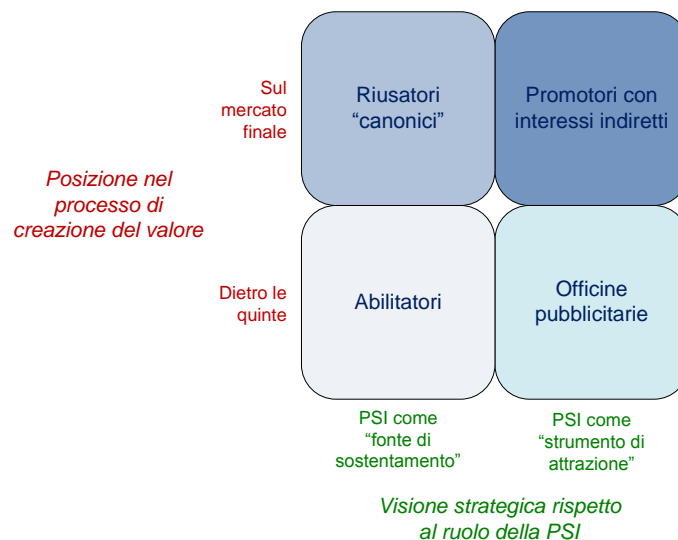 Sul
mercato
finale
Riusatori
“canonici”
Promotori con
interessi indiretti
Posizione nel
processo di
creazione del valore
Dietro le
quinte
Abilitatori
Officine
pubblicitarie
PSI come
“fonte di
sostentamento”
PSI come
“strumento di
attrazione”
Visione strategica rispetto
al ruolo della PSI